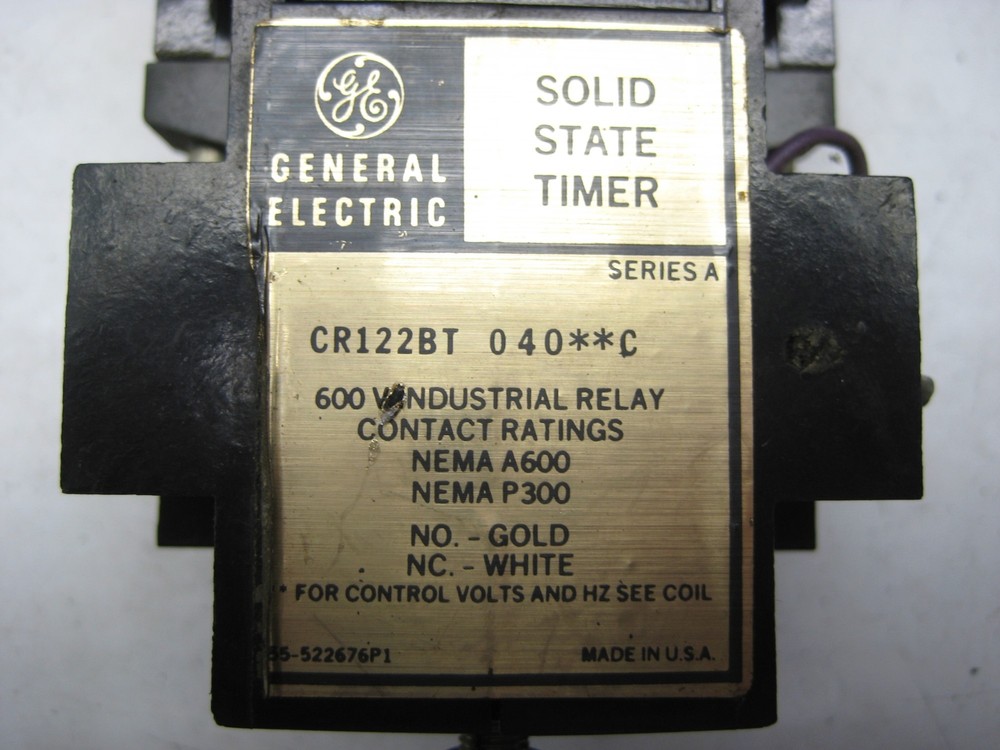 GE
GENERAL
ELECTRIC
SOLID
STATE
TIMER
SERIES A
CR122BT 040**C
600 V INDUSTRIAL RELAY
CONTACT RATINGS
NEMA A600
NEMA P300
NO. - GOLD
NC. - WHITE
* FOR CONTROL VOLTS AND HZ SEE COIL
55-522676P1
MADE IN U.S.A.